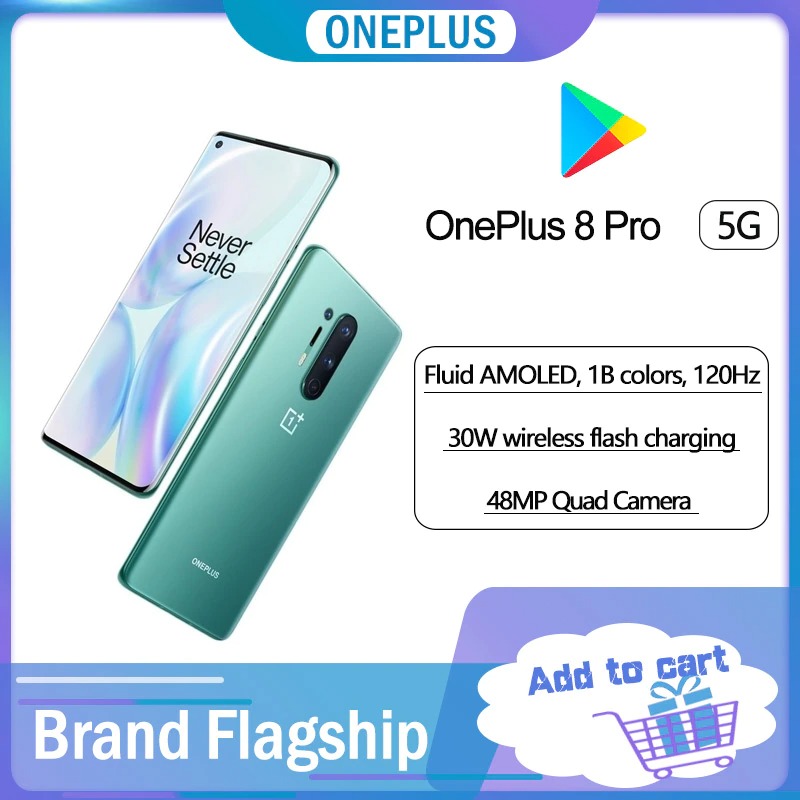 ONEPLUS
Never
Settle
OnePlus 8 Pro
5G
Fluid AMOLED, 1B colors, 120Hz
30W wireless flash charging
48MP Quad Camera
ONEPLUS
Add to cart
Brand Flagship